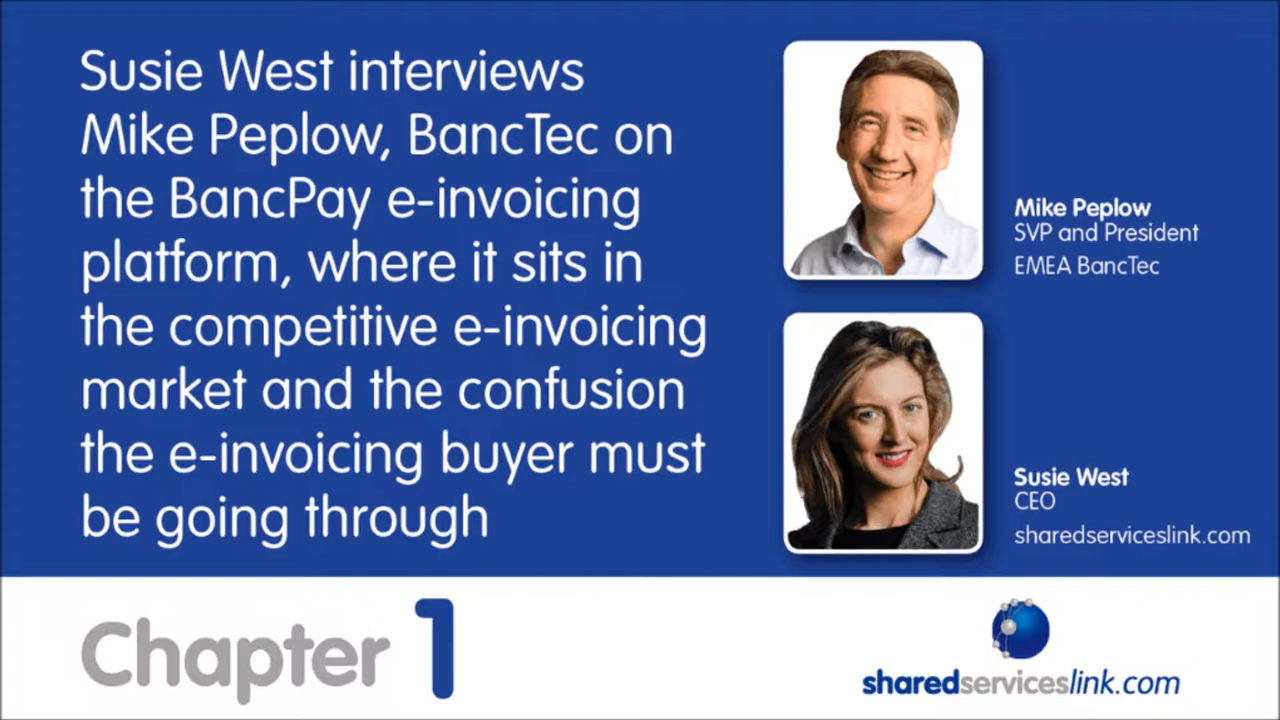 Susie West interviews
Mike Peplow, BancTec on
the BancPay e-invoicing
platform, where it sits in
the competitive e-invoicing
market and the confusion
the e-invoicing buyer must
be going through
Mike Peplow
SVP and President
EMEA BancTec
Susie West
CEO
sharedserviceslink.com
Chapter 1
sharedserviceslink.com